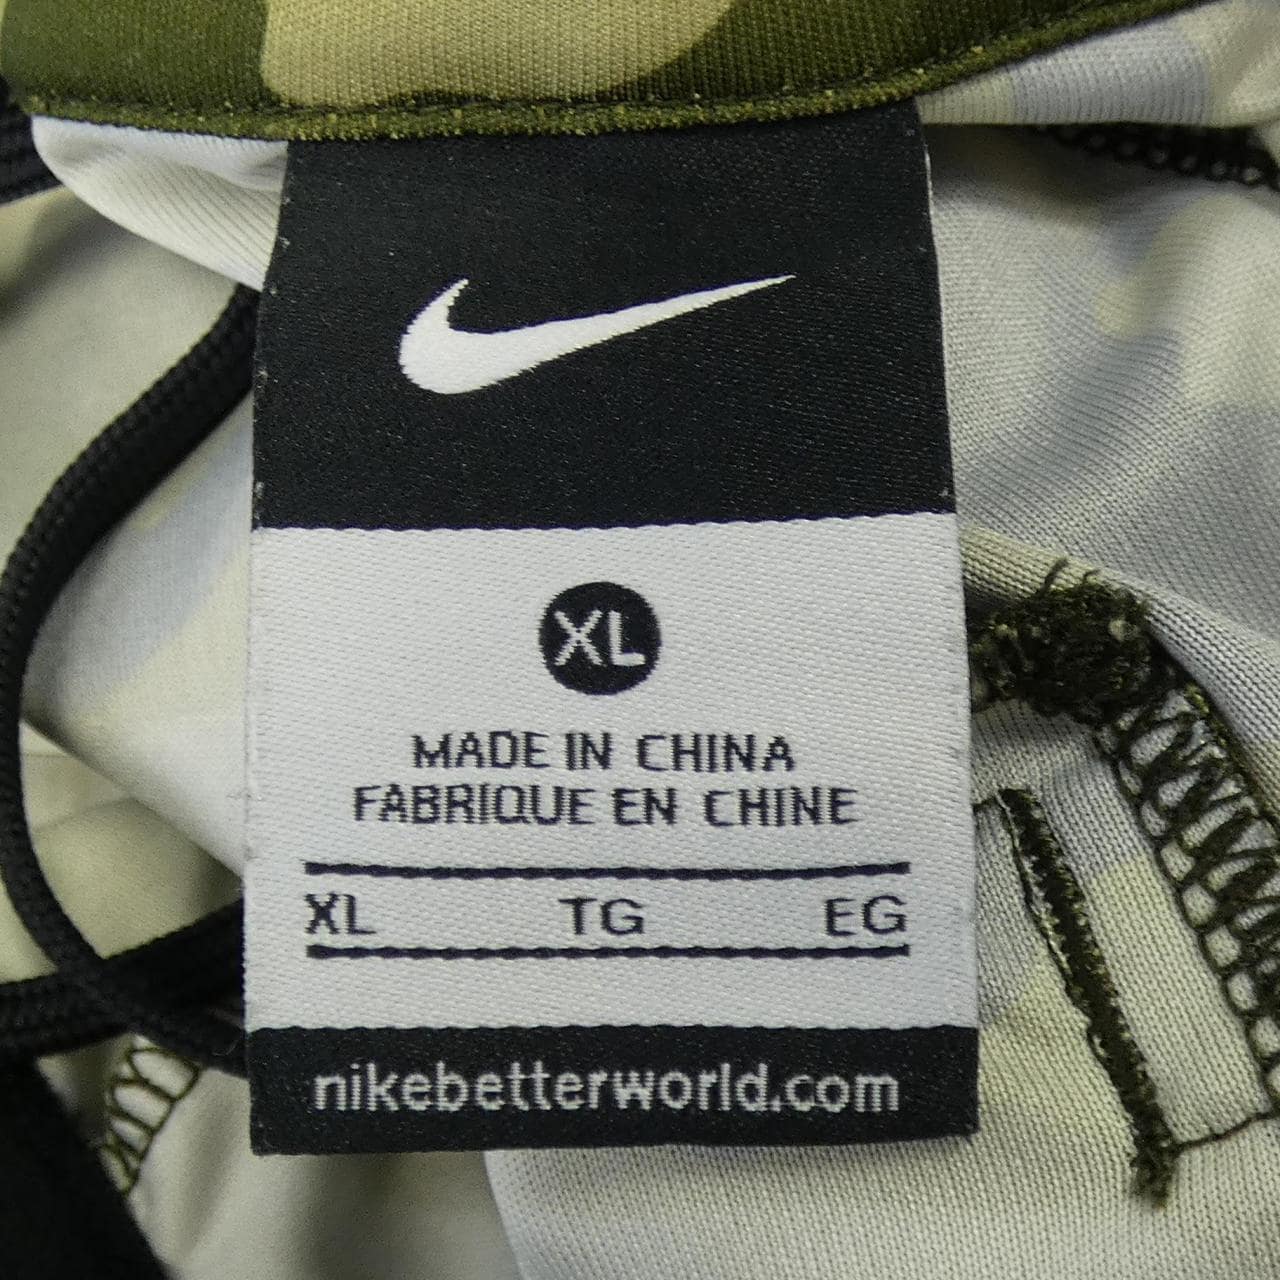 XL
MADE IN CHINA
FABRIQUE EN CHINE
XL TG EG
nikebetterworld.com